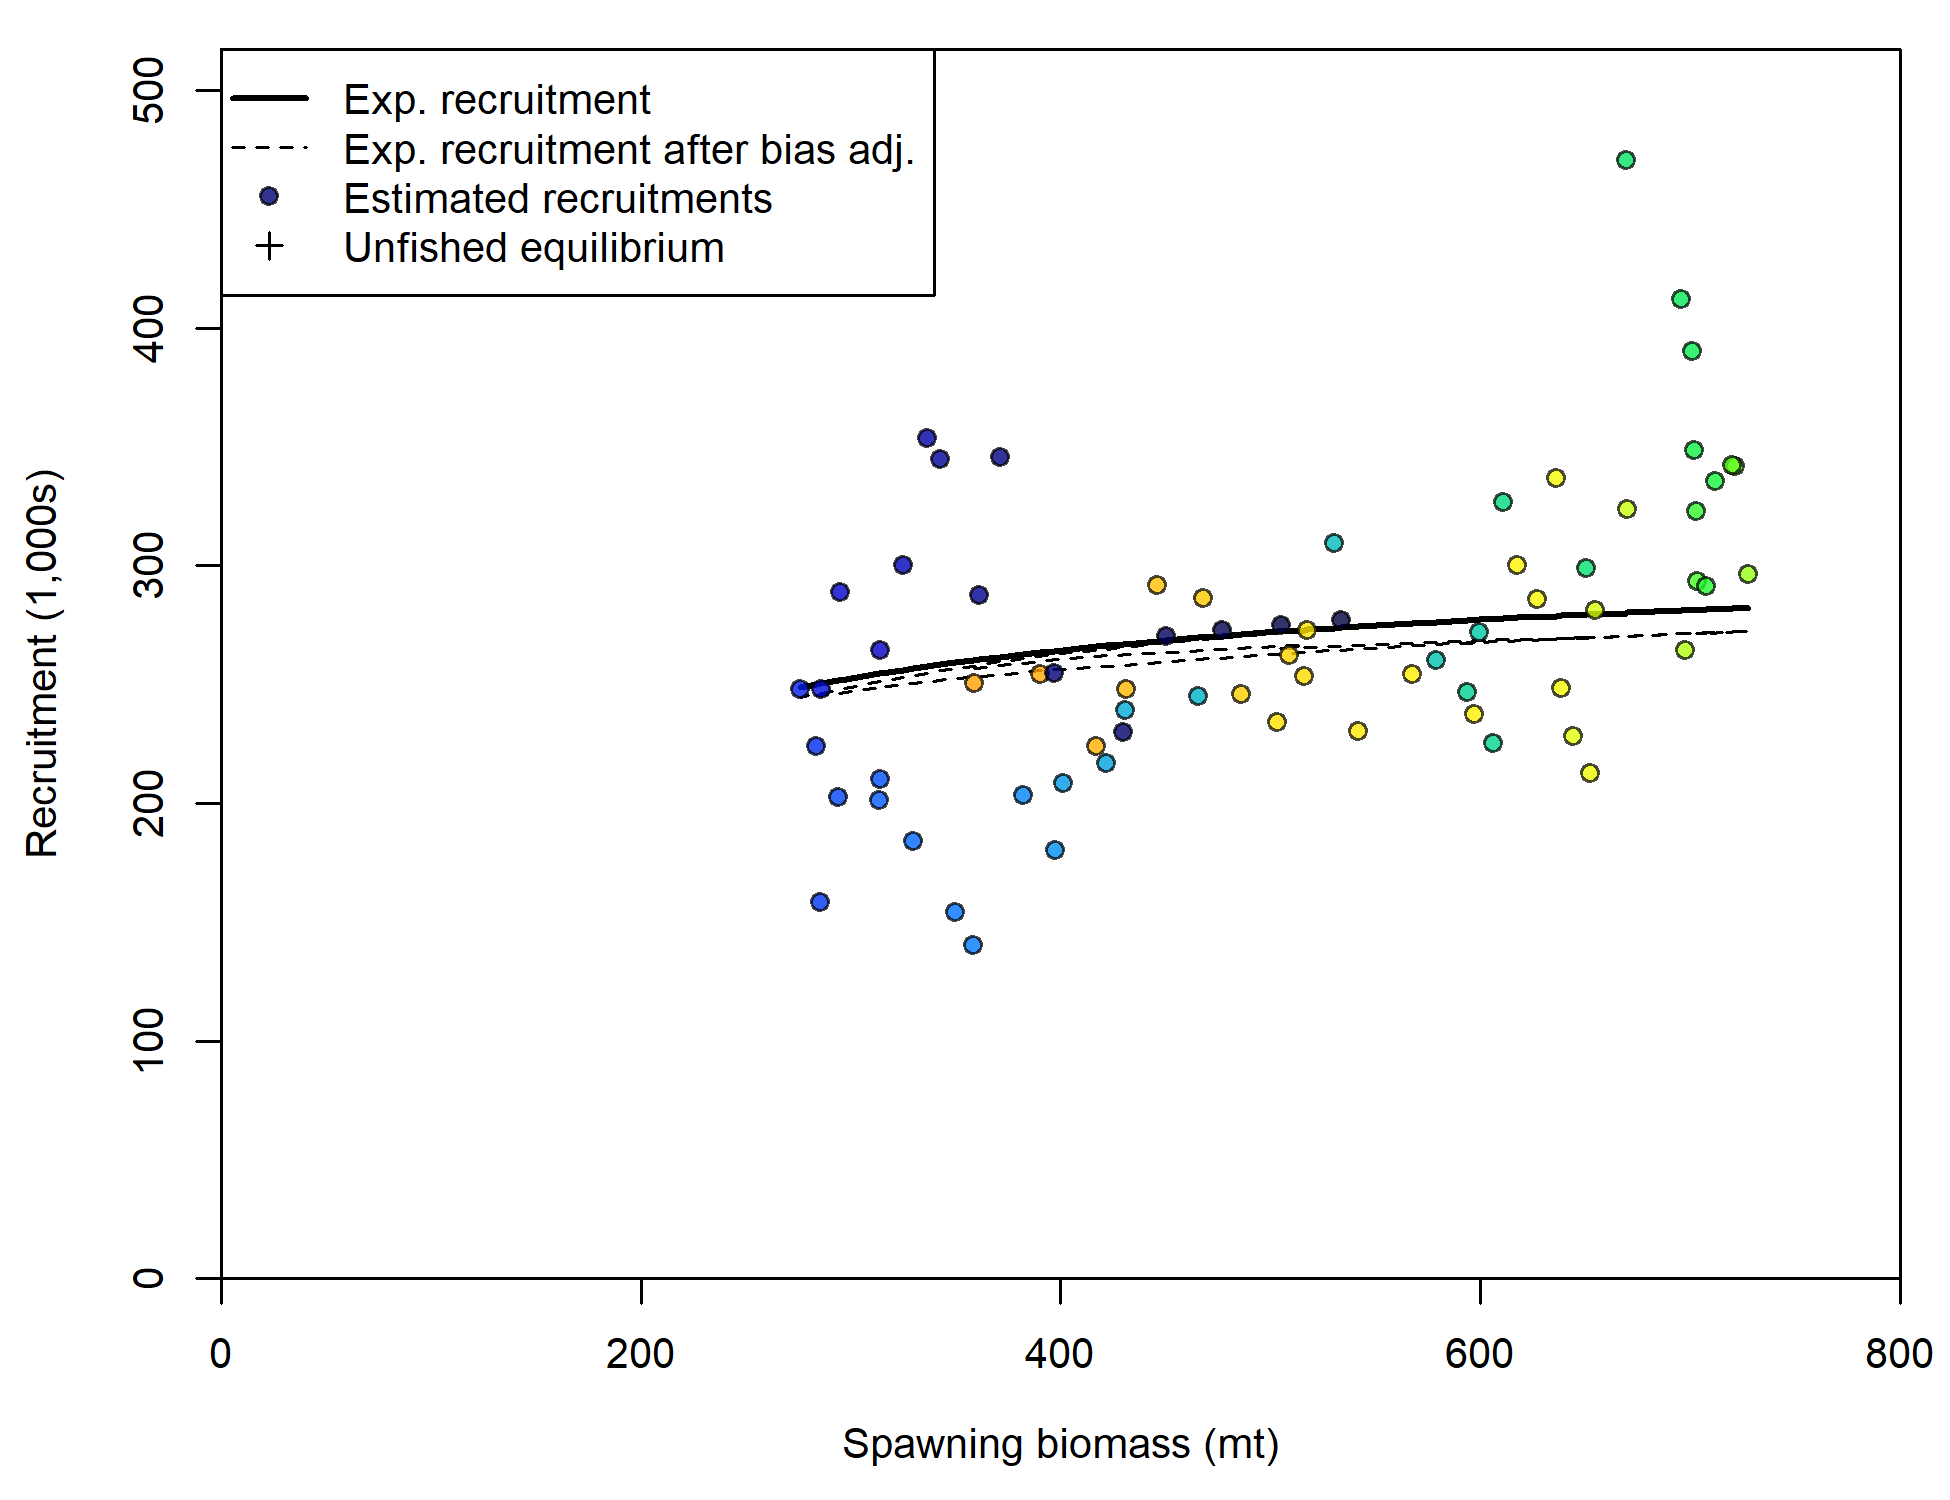 Exp. recruitment
Exp. recruitment after bias adj.
Estimated recruitments
Unfished equilibrium
500
400
300
200
100
0
Recruitment (1,000s)
0 200 400 600 800
Spawning biomass (mt)